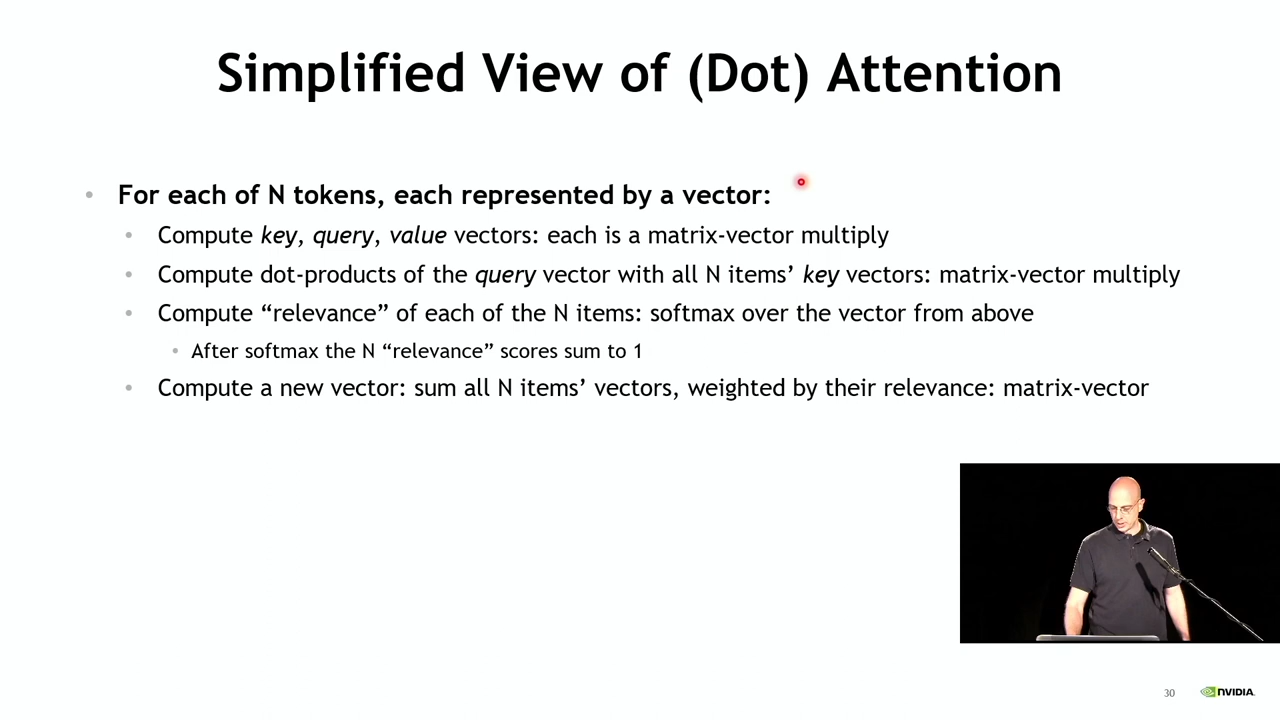 Simplified View of (Dot) Attention
• For each of N tokens, each represented by a vector:
• Compute key, query, value vectors: each is a matrix-vector multiply
• Compute dot-products of the query vector with all N items’ key vectors: matrix-vector multiply
• Compute “relevance” of each of the N items: softmax over the vector from above
• After softmax the N “relevance” scores sum to 1
• Compute a new vector: sum all N items’ vectors, weighted by their relevance: matrix-vector
30
NVIDIA.